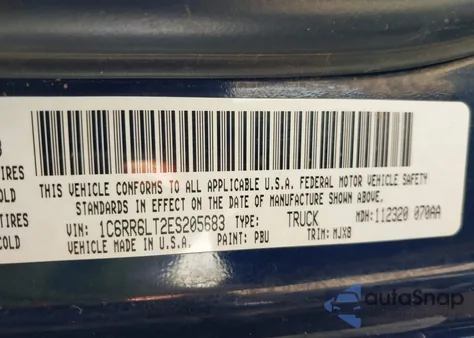 IRES
OLD
TIRES
COLD
THIS VEHICLE CONFORMS TO ALL APPLICABLE U.S.A. FEDERAL MOTOR VEHICLE SAFETY
STANDARDS IN EFFECT ON THE DATE OF MANUFACTURE SHOWN ABOVE.
VIN: 1C6RR6LT2ES205683 TYPE: TRUCK MDH: 112320 070AA
VEHICLE MADE IN U.S.A. PAINT: PBU TRIM: MJX8
autoSnap